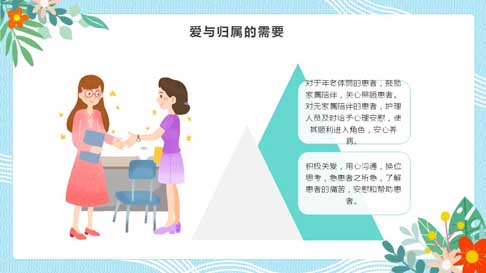 爱与归属的需要
对于年老体弱的患者，鼓励
家属陪伴，关心照顾患者。
对无家属陪伴的患者，护理
人员及时给予心理安慰，使
其顺利进入角色，安心养
病。
积极关爱，用心沟通，换位
思考，急患者之所急，了解
患者的痛苦，安慰和帮助患
者。